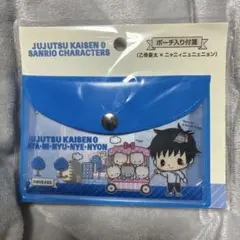 JUJUTSU KAISEN 0
SANRIO CHARACTERS
ポーチ入り付箋
(乙骨憂太 × ニャニィニュニェニョン)
JUJUTSU KAISEN 0
NYA-NI-NYU-NYE-NYON